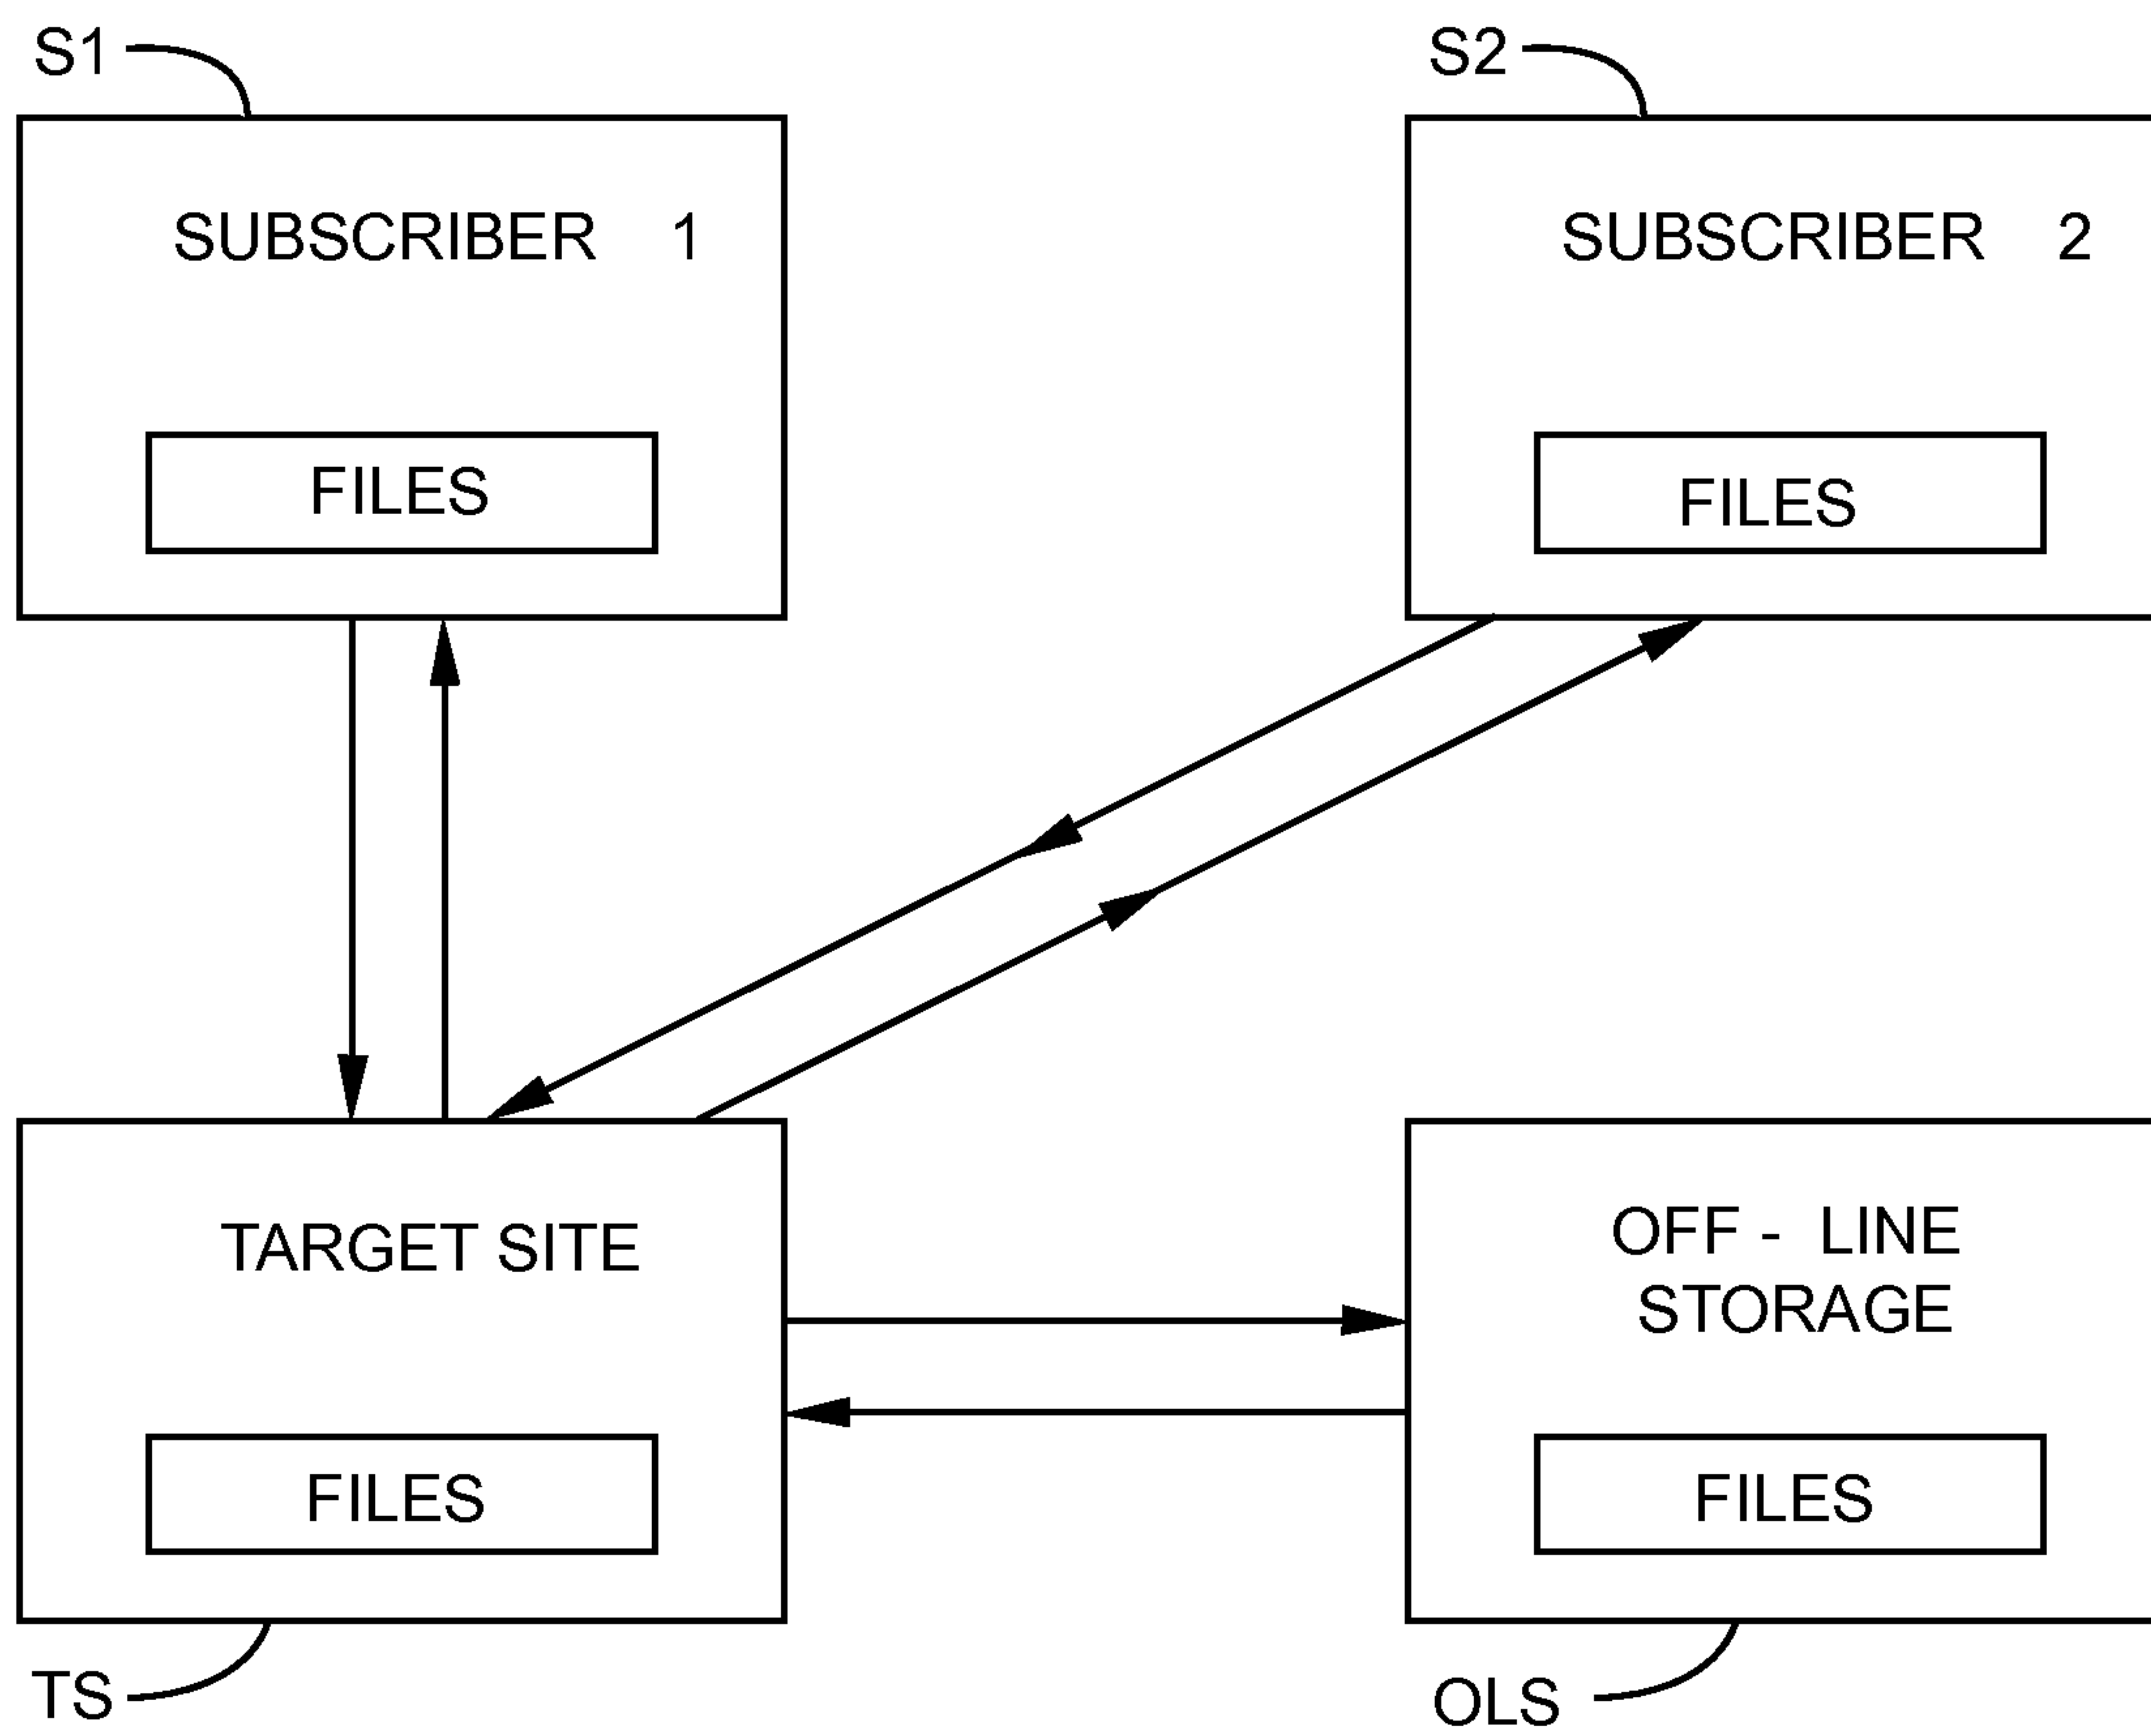 S1
S2
SUBSCRIBER 1
SUBSCRIBER 2
FILES
FILES
TARGET SITE
OFF - LINE
STORAGE
FILES
FILES
TS
OLS